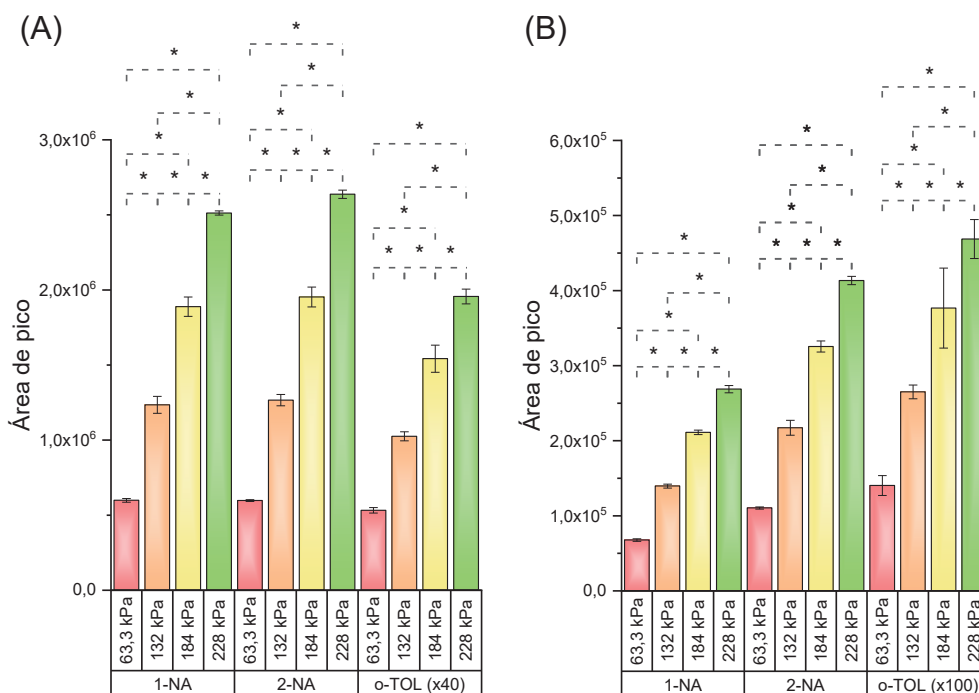 (A)
Área de pico
3,0x10⁶
2,0x10⁶
1,0x10⁶
0,0
* * * * * *
* * * * * *
* * * * * *
63,3 kPa
132 kPa
184 kPa
228 kPa
63,3 kPa
132 kPa
184 kPa
228 kPa
63,3 kPa
132 kPa
184 kPa
228 kPa
1-NA
2-NA
o-TOL (x40)
(B)
Área de pico
6,0x10⁵
5,0x10⁵
4,0x10⁵
3,0x10⁵
2,0x10⁵
1,0x10⁵
0,0
* * * * * *
* * * * * *
* * * * * *
63,3 kPa
132 kPa
184 kPa
228 kPa
63,3 kPa
132 kPa
184 kPa
228 kPa
63,3 kPa
132 kPa
184 kPa
228 kPa
1-NA
2-NA
o-TOL (x100)